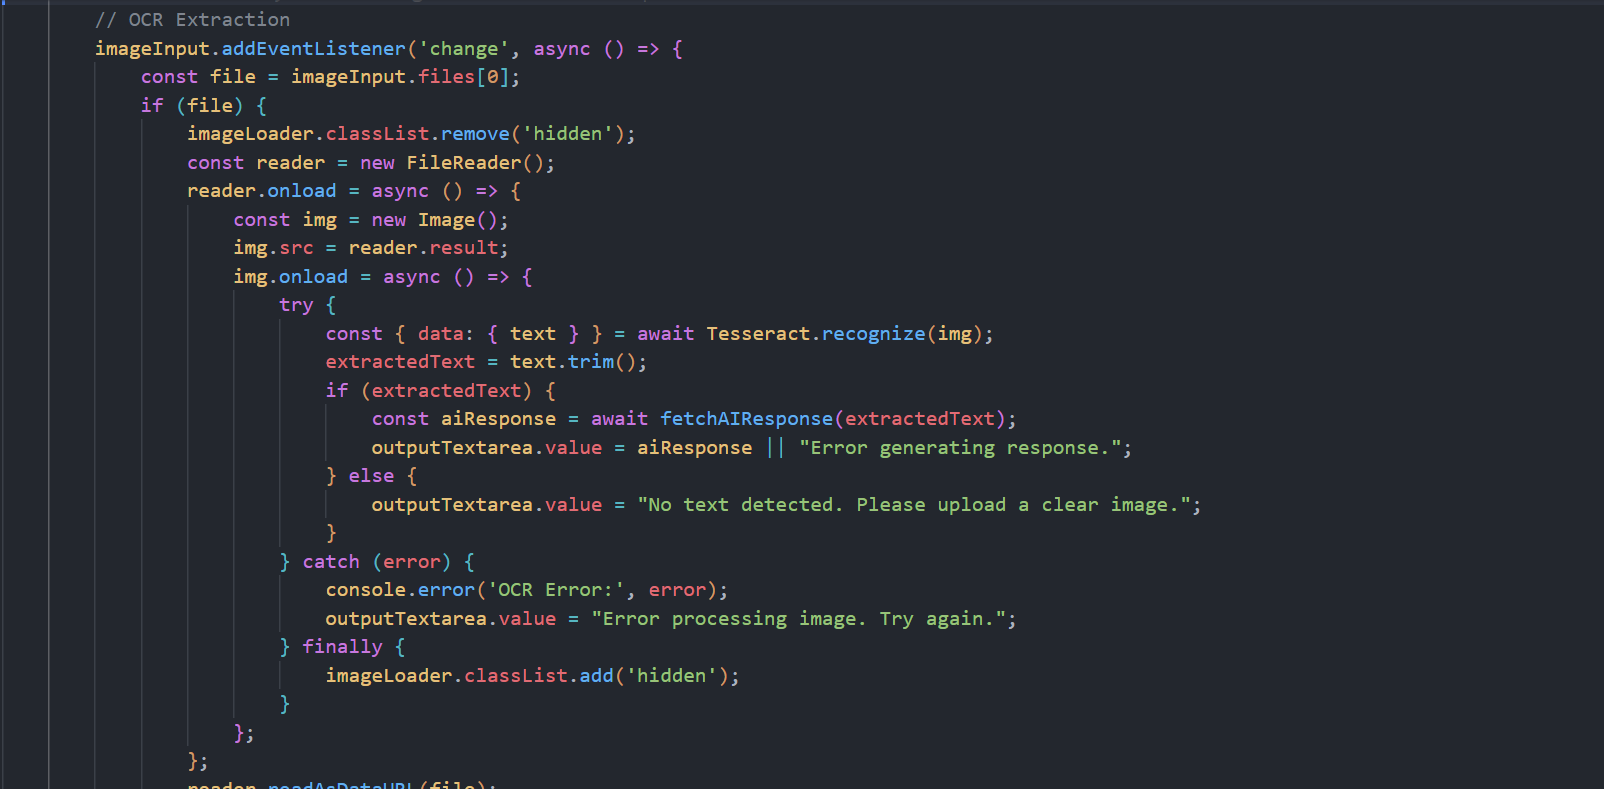 // OCR Extraction
imageInput.addEventListener('change', async () => {
    const file = imageInput.files[0];
    if (file) {
        imageLoader.classList.remove('hidden');
        const reader = new FileReader();
        reader.onload = async () => {
            const img = new Image();
            img.src = reader.result;
            img.onload = async () => {
                try {
                    const { data: { text } } = await Tesseract.recognize(img);
                    extractedText = text.trim();
                    if (extractedText) {
                        const aiResponse = await fetchAIResponse(extractedText);
                        outputTextarea.value = aiResponse || "Error generating response.";
                    } else {
                        outputTextarea.value = "No text detected. Please upload a clear image.";
                    }
                } catch (error) {
                    console.error('OCR Error:', error);
                    outputTextarea.value = "Error processing image. Try again.";
                } finally {
                    imageLoader.classList.add('hidden');
                }
            };
        };
        reader.readAsDataURL(file);